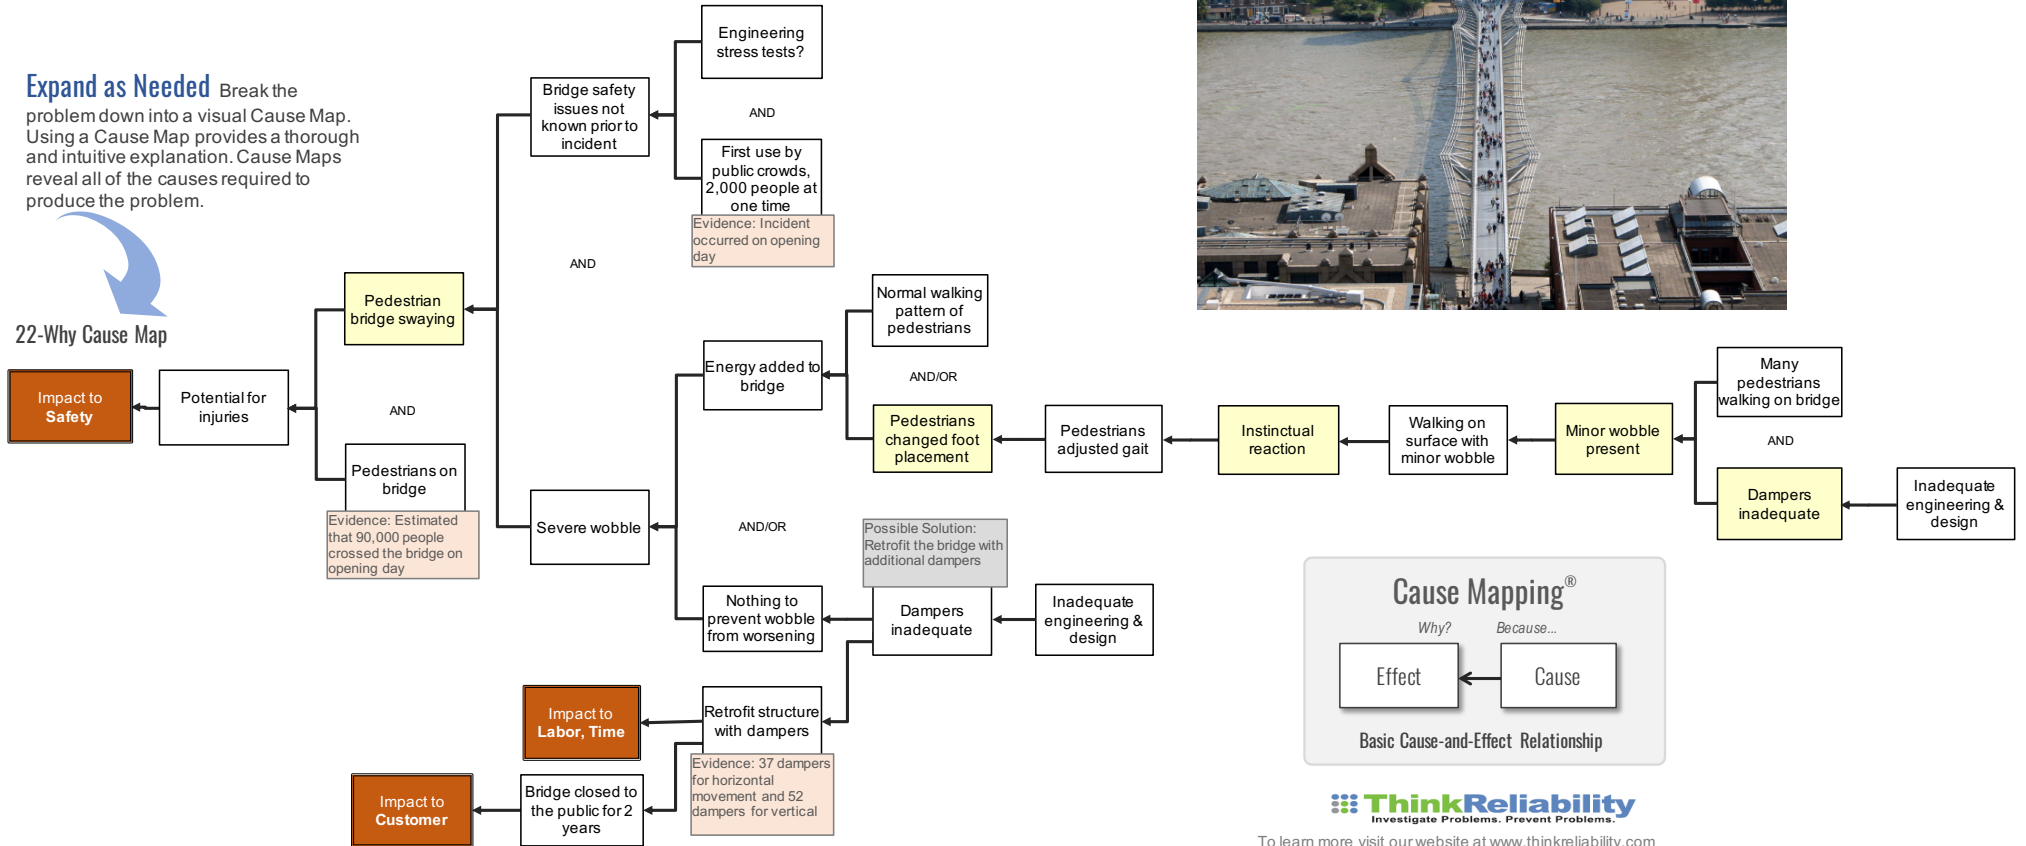 Expand as Needed Break the
problem down into a visual Cause Map.
Using a Cause Map provides a thorough
and intuitive explanation. Cause Maps
reveal all of the causes required to
produce the problem.
22-Why Cause Map
Impact to
Safety
Potential for
injuries
Pedestrian
bridge swaying
AND
Pedestrians on
bridge
Evidence: Estimated
that 90,000 people
crossed the bridge on
opening day
Bridge safety
issues not
known prior to
incident
AND
Severe wobble
Engineering
stress tests?
AND
First use by
public crowds,
2,000 people at
one time
Evidence: Incident
occurred on opening
day
Energy added to
bridge
AND/OR
Nothing to
prevent wobble
from worsening
Normal walking
pattern of
pedestrians
AND/OR
Pedestrians
changed foot
placement
Pedestrians
adjusted gait
Instinctual
reaction
Walking on
surface with
minor wobble
Minor wobble
present
Many
pedestrians
walking on bridge
AND
Dampers
inadequate
Inadequate
engineering &
design
Possible Solution:
Retrofit the bridge with
additional dampers
Dampers
inadequate
Inadequate
engineering &
design
Impact to
Labor, Time
Retrofit structure
with dampers
Evidence: 37 dampers
for horizontal
movement and 52
dampers for vertical
Impact to
Customer
Bridge closed to
the public for 2
years
Cause Mapping®
Why? Because...
Effect
Cause
Basic Cause-and-Effect Relationship
ThinkReliability
Investigate Problems. Prevent Problems.
To learn more visit our website at www.thinkreliability.com